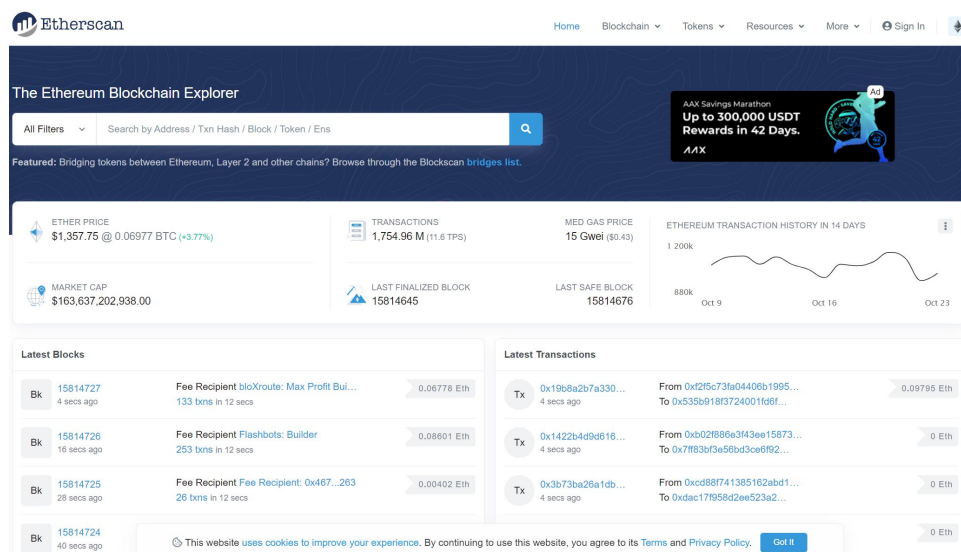 Etherscan
Home Blockchain Tokens Resources More Sign In
The Ethereum Blockchain Explorer
All Filters Search by Address / Txn Hash / Block / Token / Ens
Featured: Bridging tokens between Ethereum, Layer 2 and other chains? Browse through the Blockscan bridges list.
Ad
AAX Savings Marathon
Up to 300,000 USDT
Rewards in 42 Days.
AAX
ETHER PRICE
$1,357.75 @ 0.06977 BTC (+3.77%)
MARKET CAP
$163,637,202,938.00
TRANSACTIONS
1,754.96 M (11.6 TPS)
MED GAS PRICE
15 Gwei ($0.43)
LAST FINALIZED BLOCK
15814645
LAST SAFE BLOCK
15814676
ETHEREUM TRANSACTION HISTORY IN 14 DAYS
1 200k
880k
Oct 9 Oct 16 Oct 23
Latest Blocks
Bk 15814727 Fee Recipient bloXroute: Max Profit Bui... 0.06778 Eth
4 secs ago 133 txns in 12 secs
Bk 15814726 Fee Recipient Flashbots: Builder 0.08601 Eth
16 secs ago 253 txns in 12 secs
Bk 15814725 Fee Recipient Fee Recipient: 0x467...263 0.00402 Eth
28 secs ago 26 txns in 12 secs
Bk 15814724
40 secs ago
Latest Transactions
Tx 0x19b8a2b7a330... From 0xf2f5c73fa04406b1995... 0.09795 Eth
4 secs ago To 0x535b918f3724001fd6f...
Tx 0x1422b4d9d616... From 0xb02f886e3f43ee15873... 0 Eth
4 secs ago To 0x7ff83bf3e56bd3ce6f92...
Tx 0x3b73ba26a1db... From 0xcd88f741385162abd1... 0 Eth
4 secs ago To 0xdac17f958d2ee523a2...
0 Eth
This website uses cookies to improve your experience. By continuing to use this website, you agree to its Terms and Privacy Policy. Got It